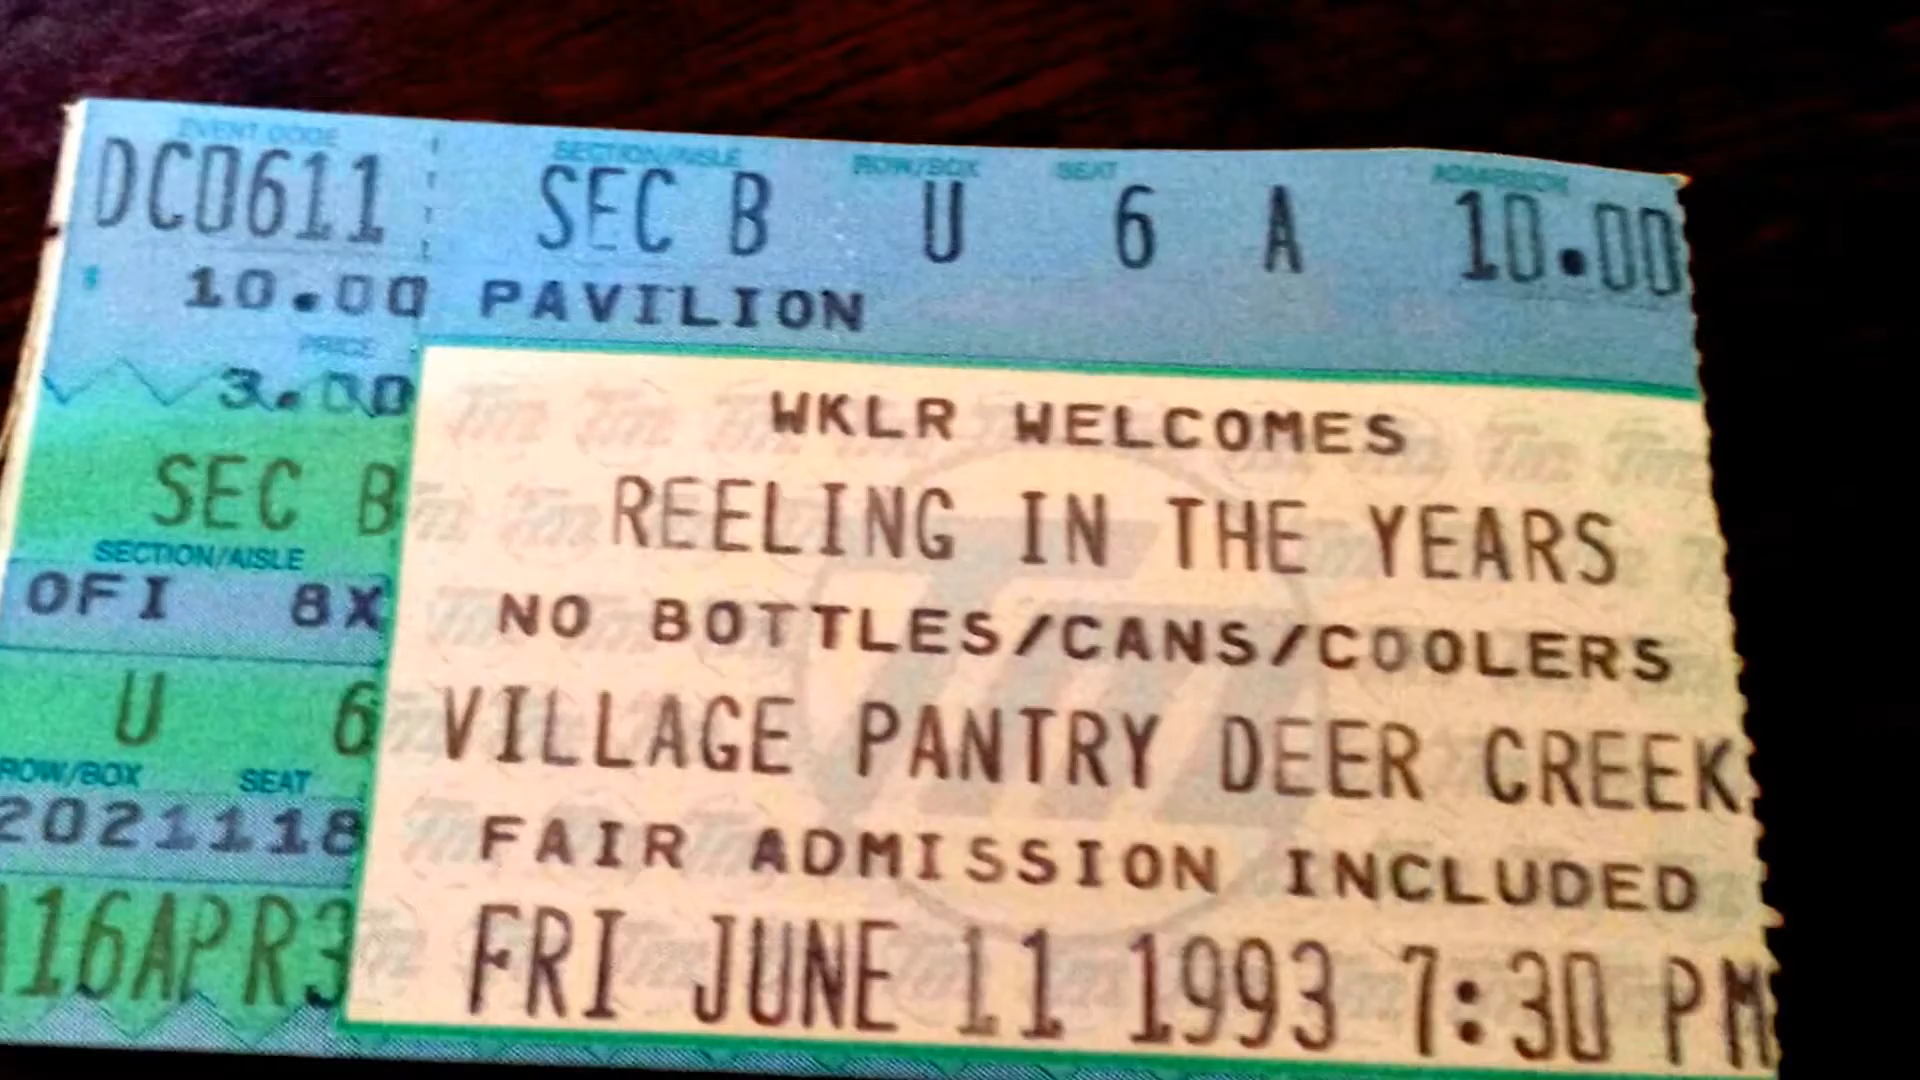 EVENT CODE SECTION/AISLE ROW/BOX SEAT ADMISSION
DC0611 SEC B U 6 A 10.00
10.00 PAVILION
PRICE
3.00
WKLR WELCOMES
SEC B
REELING IN THE YEARS
SECTION/AISLE
OFI 8X
NO BOTTLES/CANS/COOLERS
U 6
VILLAGE PANTRY DEER CREEK
ROW/BOX SEAT
2021118
FAIR ADMISSION INCLUDED
A16APR3
FRI JUNE 11 1993 7:30 PM